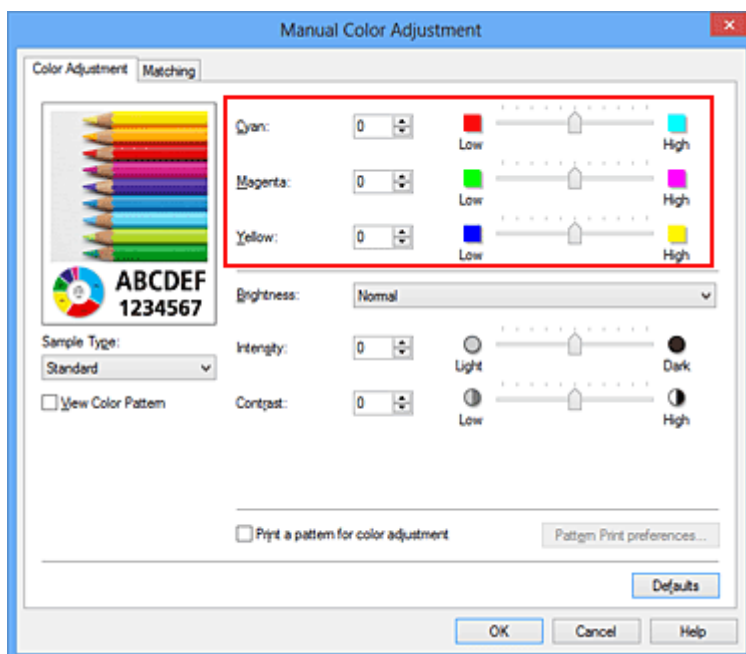 Manual Color Adjustment
Color Adjustment Matching
Cyan: 0 Low High
Magenta: 0 Low High
Yellow: 0 Low High
ABCDEF
1234567
Brightness: Normal
Sample Type:
Standard
Intensity: 0 Light Dark
View Color Pattern
Contrast: 0 Low High
Print a pattern for color adjustment Pattern Print preferences...
Defaults
OK Cancel Help